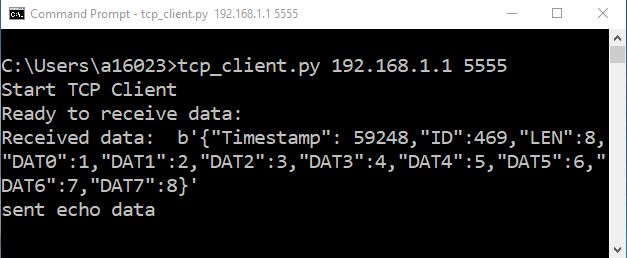 Command Prompt - tcp_client.py 192.168.1.1 5555
C:\Users\a16023>tcp_client.py 192.168.1.1 5555
Start TCP Client
Ready to receive data:
Received data:  b'{"Timestamp": 59248,"ID":469,"LEN":8,
"DAT0":1,"DAT1":2,"DAT2":3,"DAT3":4,"DAT4":5,"DAT5":6,"
DAT6":7,"DAT7":8}'
sent echo data